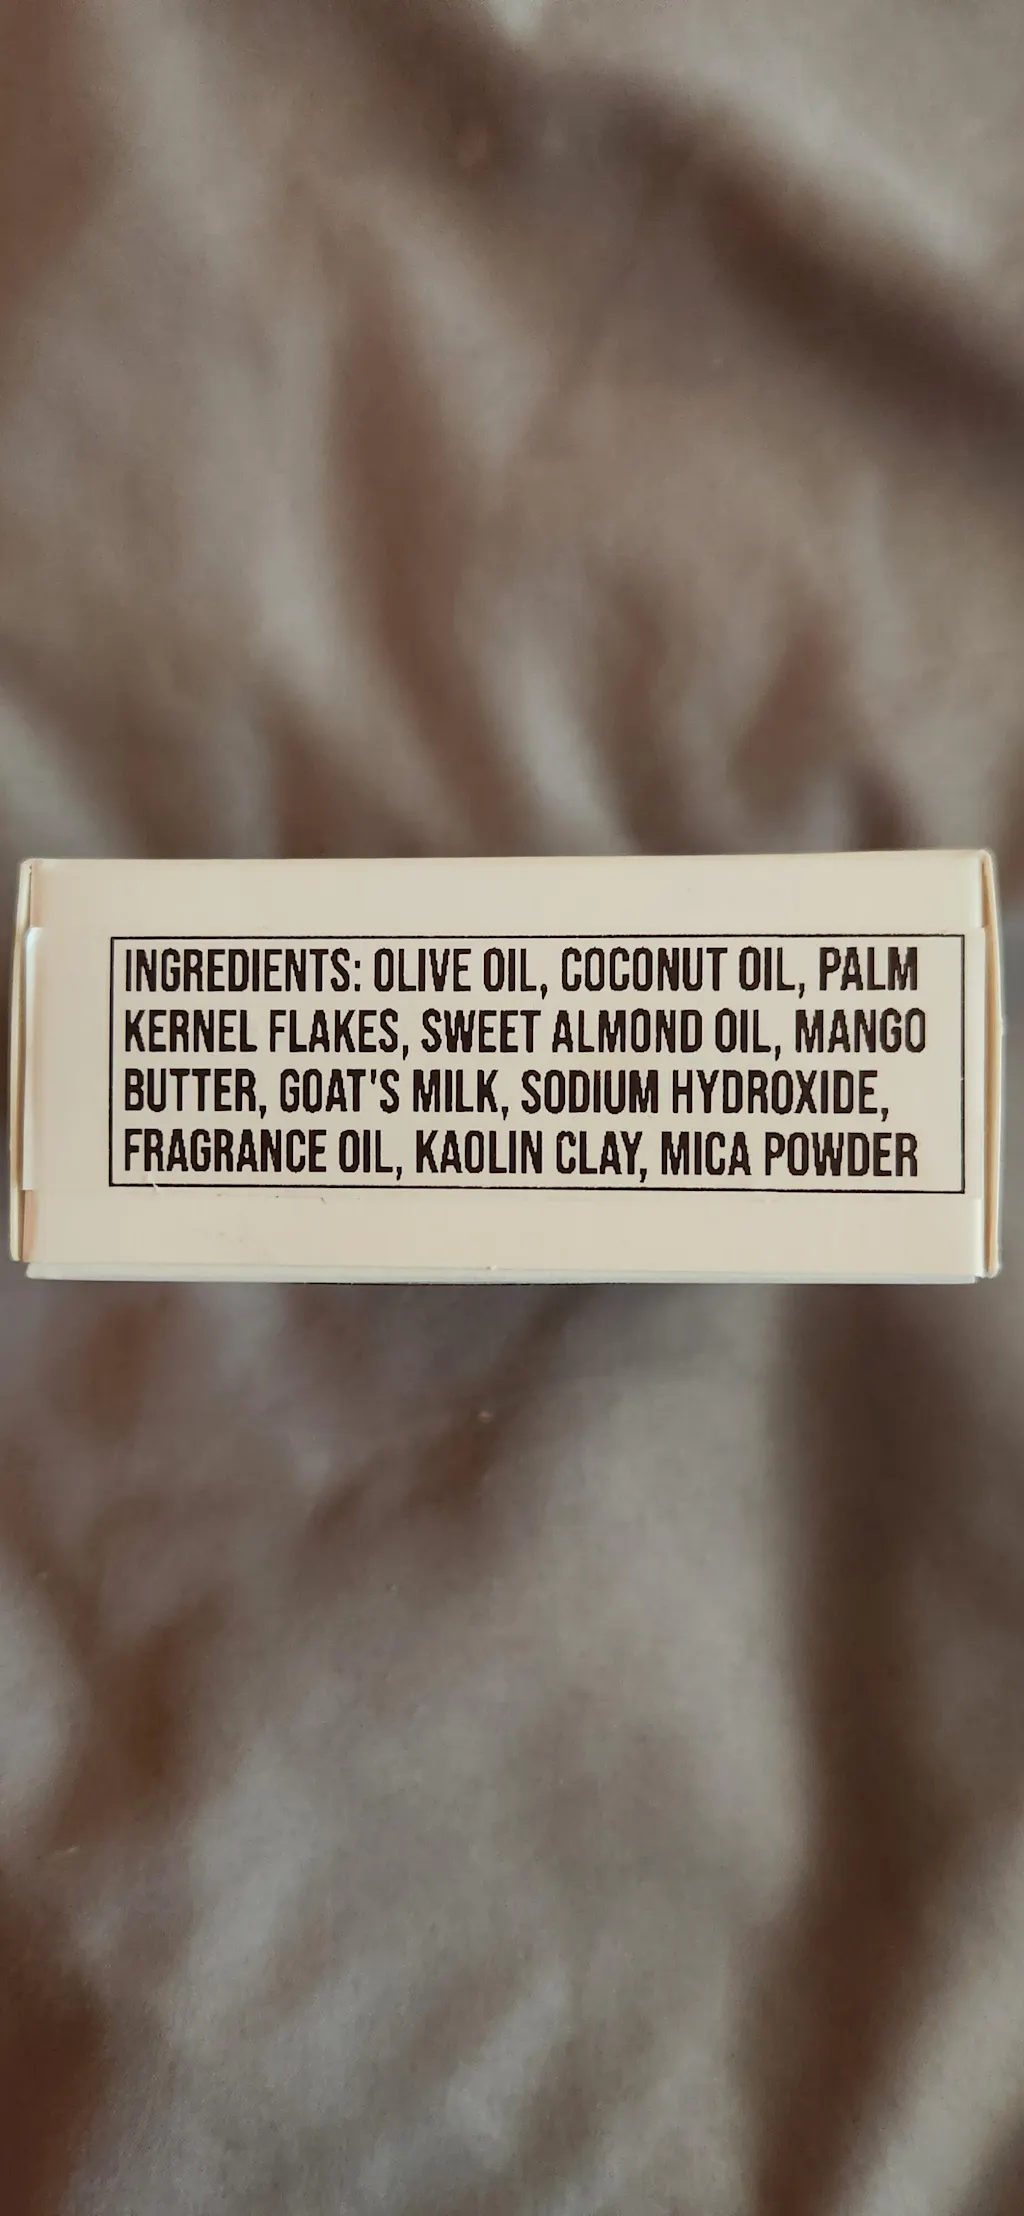 INGREDIENTS: OLIVE OIL, COCONUT OIL, PALM
KERNEL FLAKES, SWEET ALMOND OIL, MANGO
BUTTER, GOAT'S MILK, SODIUM HYDROXIDE,
FRAGRANCE OIL, KAOLIN CLAY, MICA POWDER